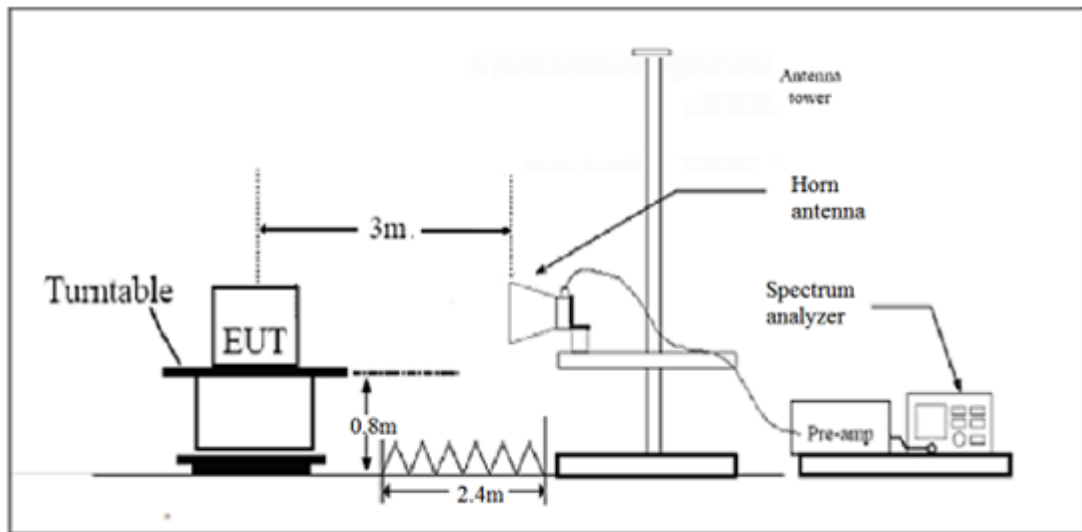 Antenna
tower
Horn
antenna
3m.
Turntable
EUT
Spectrum
analyzer
0.8m
Pre-amp
2.4m